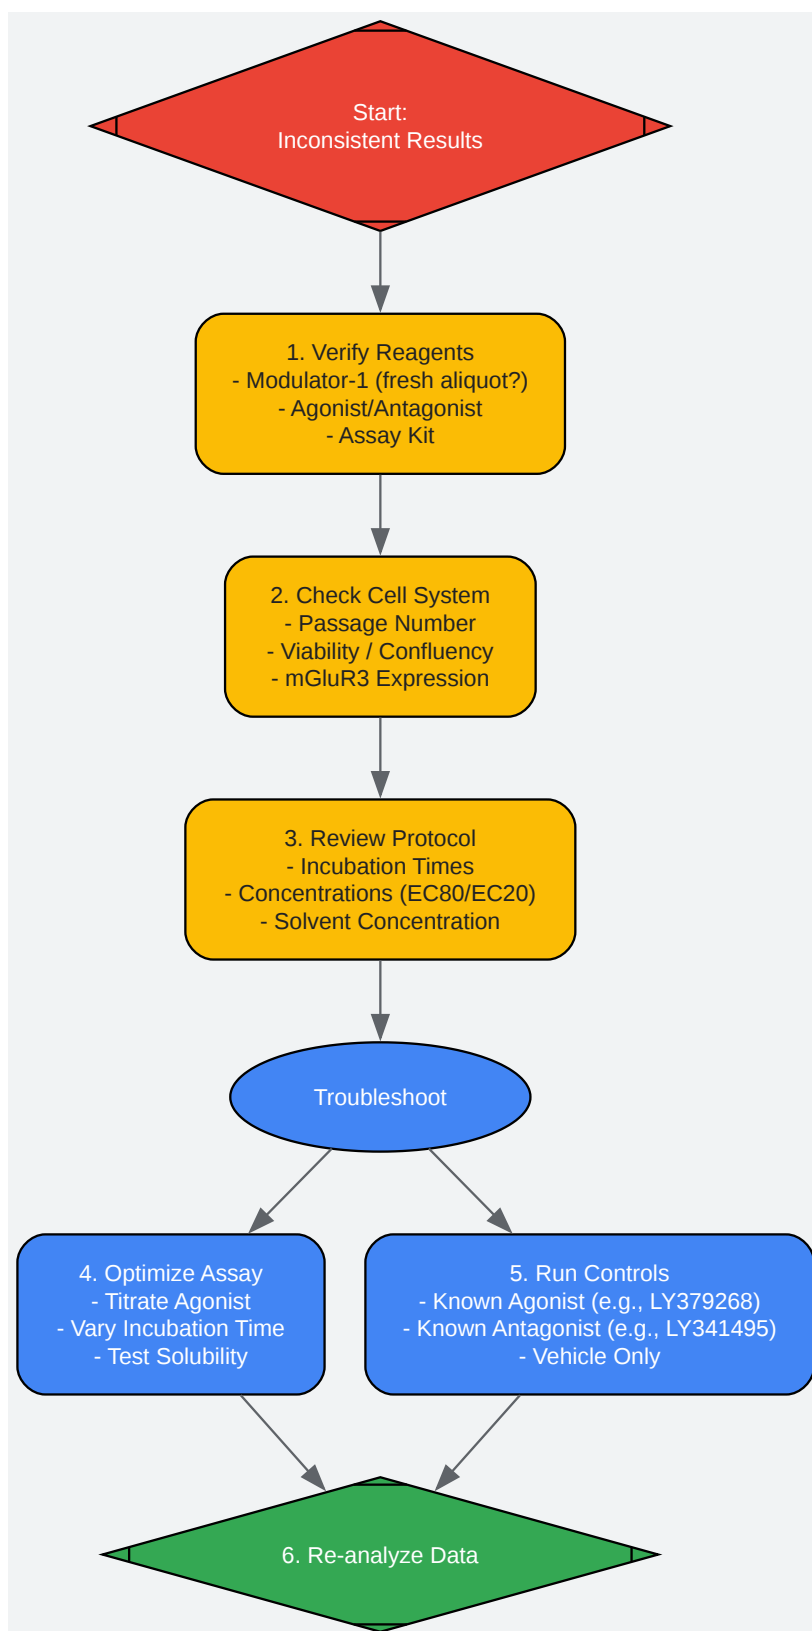 Start:
Inconsistent Results
1. Verify Reagents
- Modulator-1 (fresh aliquot?)
- Agonist/Antagonist
- Assay Kit
2. Check Cell System
- Passage Number
- Viability / Confluency
- mGluR3 Expression
3. Review Protocol
- Incubation Times
- Concentrations (EC80/EC20)
- Solvent Concentration
Troubleshoot
4. Optimize Assay
- Titrate Agonist
- Vary Incubation Time
- Test Solubility
5. Run Controls
- Known Agonist (e.g., LY379268)
- Known Antagonist (e.g., LY341495)
- Vehicle Only
6. Re-analyze Data